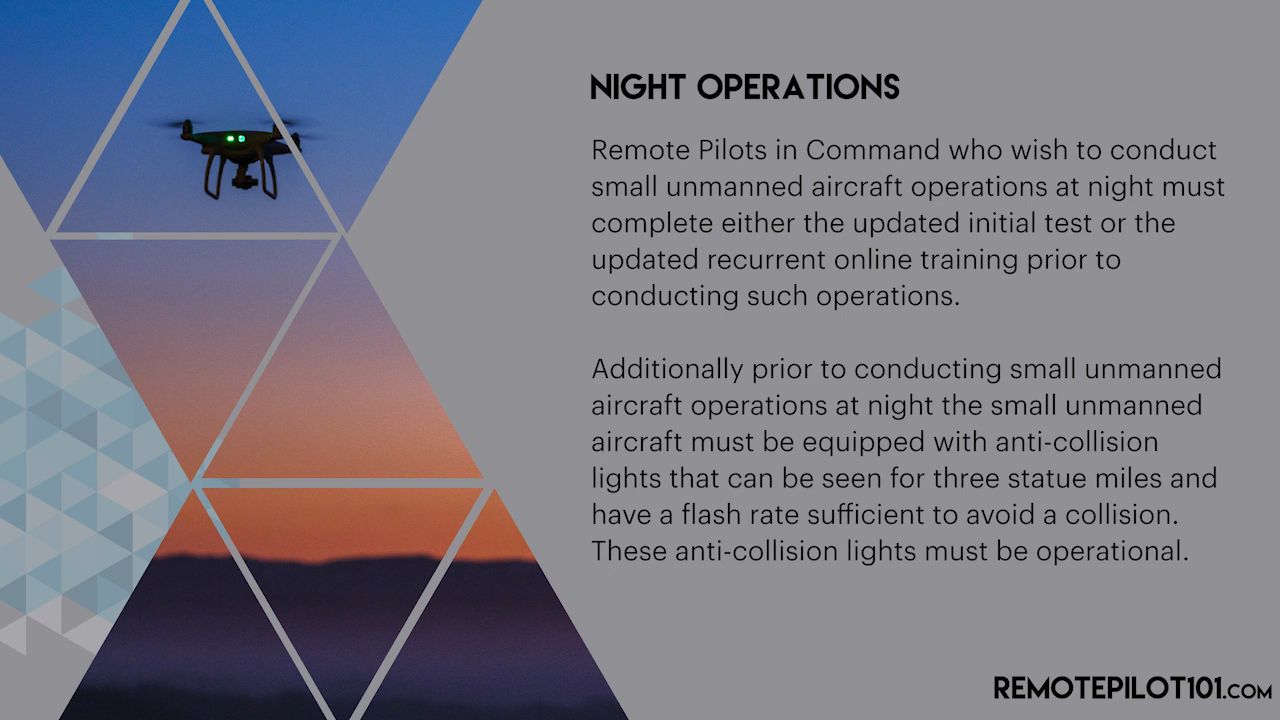 NIGHT OPERATIONS
Remote Pilots in Command who wish to conduct
small unmanned aircraft operations at night must
complete either the updated initial test or the
updated recurrent online training prior to
conducting such operations.
Additionally prior to conducting small unmanned
aircraft operations at night the small unmanned
aircraft must be equipped with anti-collision
lights that can be seen for three statue miles and
have a flash rate sufficient to avoid a collision.
These anti-collision lights must be operational.
REMOTEPILOT101.COM